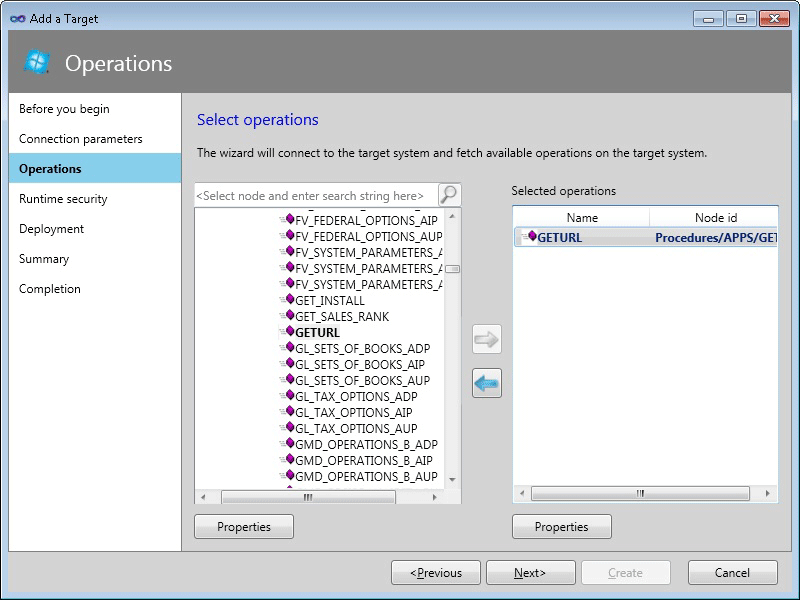 Add a Target
Operations
Before you begin
Connection parameters
Operations
Runtime security
Deployment
Summary
Completion
Select operations
The wizard will connect to the target system and fetch available operations on the target system.
<Select node and enter search string here>
FV_FEDERAL_OPTIONS_AIP
FV_FEDERAL_OPTIONS_AUP
FV_SYSTEM_PARAMETERS_A
FV_SYSTEM_PARAMETERS_A
FV_SYSTEM_PARAMETERS_A
GET_INSTALL
GET_SALES_RANK
GETURL
GL_SETS_OF_BOOKS_ADP
GL_SETS_OF_BOOKS_AIP
GL_SETS_OF_BOOKS_AUP
GL_TAX_OPTIONS_ADP
GL_TAX_OPTIONS_AIP
GL_TAX_OPTIONS_AUP
GMD_OPERATIONS_B_ADP
GMD_OPERATIONS_B_AIP
GMD_OPERATIONS_B_AUP
Properties
Selected operations
Name Node id
GETURL Procedures/APPS/GET
Properties
<Previous Next> Create Cancel